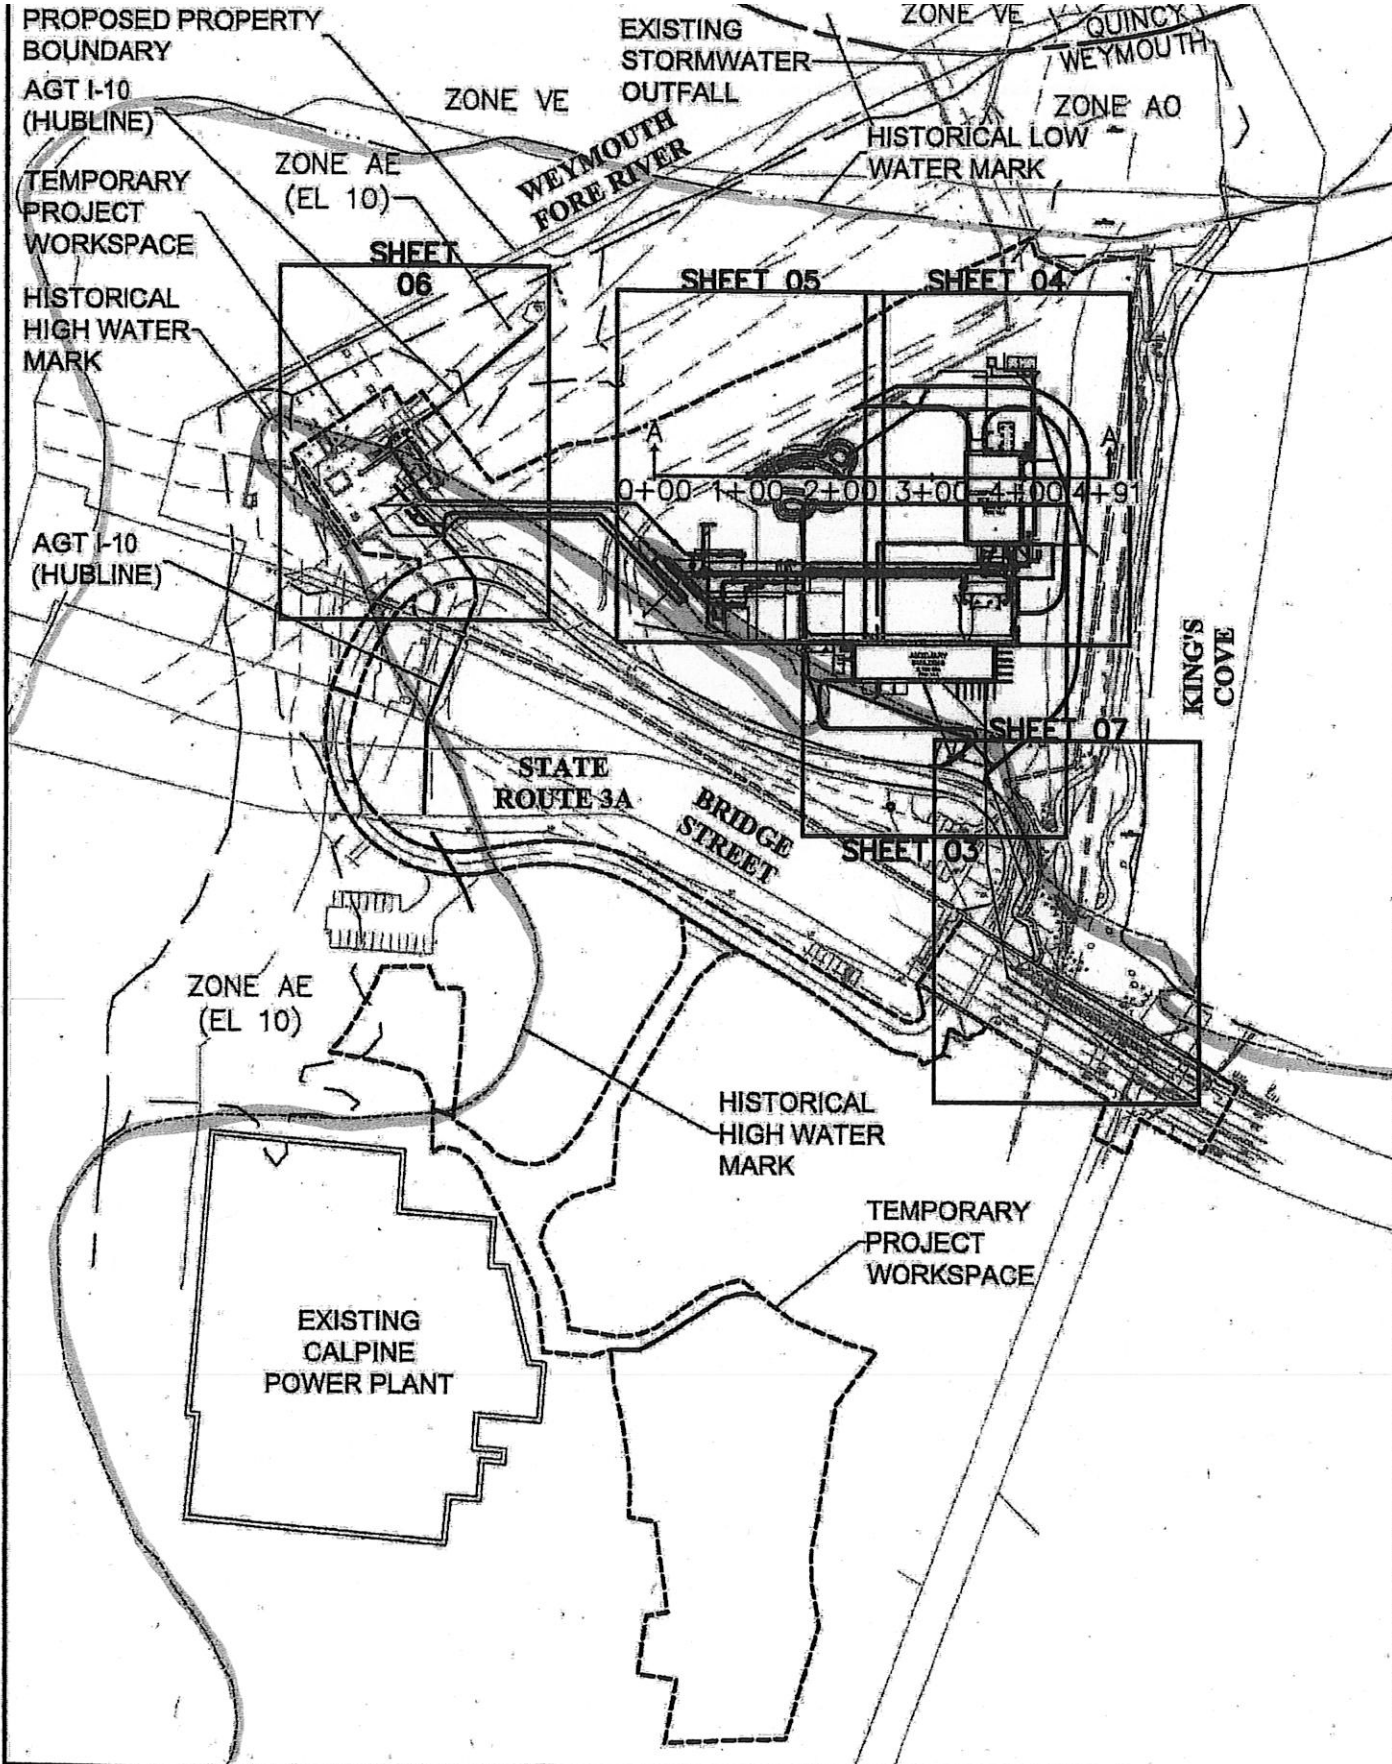 PROPOSED PROPERTY
BOUNDARY
AGT I-10
(HUBLINE)
TEMPORARY
PROJECT
WORKSPACE
HISTORICAL
HIGH WATER
MARK
AGT I-10
(HUBLINE)
ZONE VE
ZONE AE
(EL 10)
WEYMOUTH
FORE RIVER
EXISTING
STORMWATER
OUTFALL
ZONE VE
QUINCY
WEYMOUTH
ZONE AO
HISTORICAL LOW
WATER MARK
SHEET
06
SHEET 05
SHEET 04
A
A
0+00
1+00
2+00
3+00
4+00
4+91
AUXILIARY
BUILDING
KING'S
COVE
SHEET 07
SHEET 03
STATE
ROUTE 3A
BRIDGE
STREET
ZONE AE
(EL 10)
HISTORICAL
HIGH WATER
MARK
TEMPORARY
PROJECT
WORKSPACE
EXISTING
CALPINE
POWER PLANT